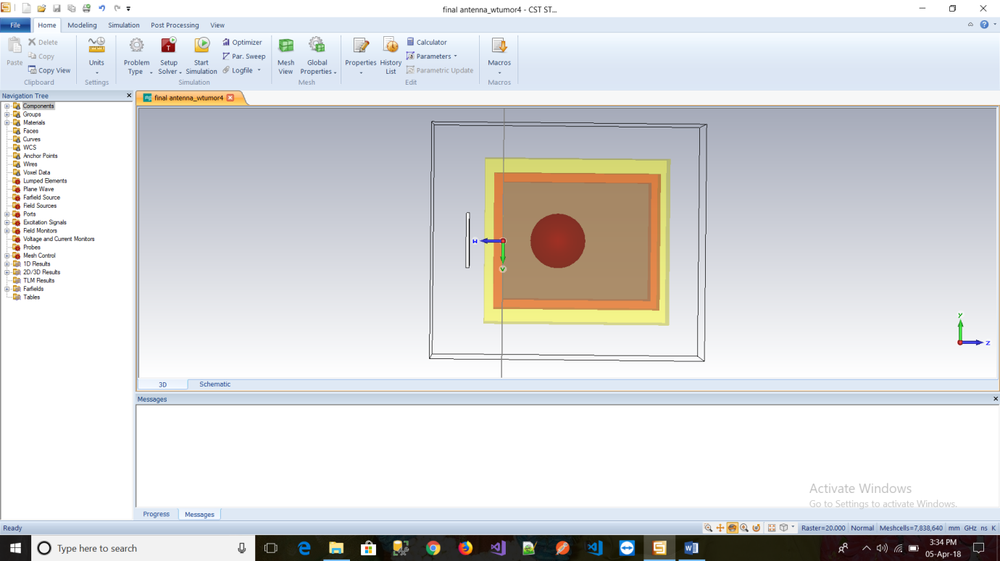 final antenna_wtumor4 - CST ST...
File Home Modeling Simulation Post Processing View
Paste
Delete
Copy
Copy View
Clipboard
Units
Settings
Problem Type
Setup Solver
Start Simulation
Optimizer
Par. Sweep
Logfile
Simulation
Mesh View
Global Properties
Mesh
Properties
History List
Calculator
Parameters
Parametric Update
Edit
Macros
Macros
Navigation Tree
final antenna_wtumor4
Components
Groups
Materials
Faces
Curves
WCS
Anchor Points
Wires
Voxel Data
Lumped Elements
Plane Wave
Farfield Source
Field Sources
Ports
Excitation Signals
Field Monitors
Voltage and Current Monitors
Probes
Mesh Control
1D Results
2D/3D Results
TLM Results
Farfields
Tables
w
v
y
z
3D Schematic
Messages
Activate Windows
Go to Settings to activate Windows.
Progress Messages
Ready
Raster=20.000 Normal Meshcells=7,838,640 mm GHz ns K
Type here to search
3:34 PM
05-Apr-18